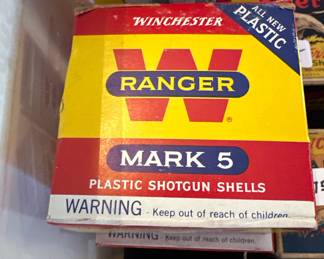 WINCHESTER
ALL NEW
PLASTIC
W
RANGER
®
MARK 5
PLASTIC SHOTGUN SHELLS
WARNING - Keep out of reach of children.
WARNING - Keep out of reach of children.